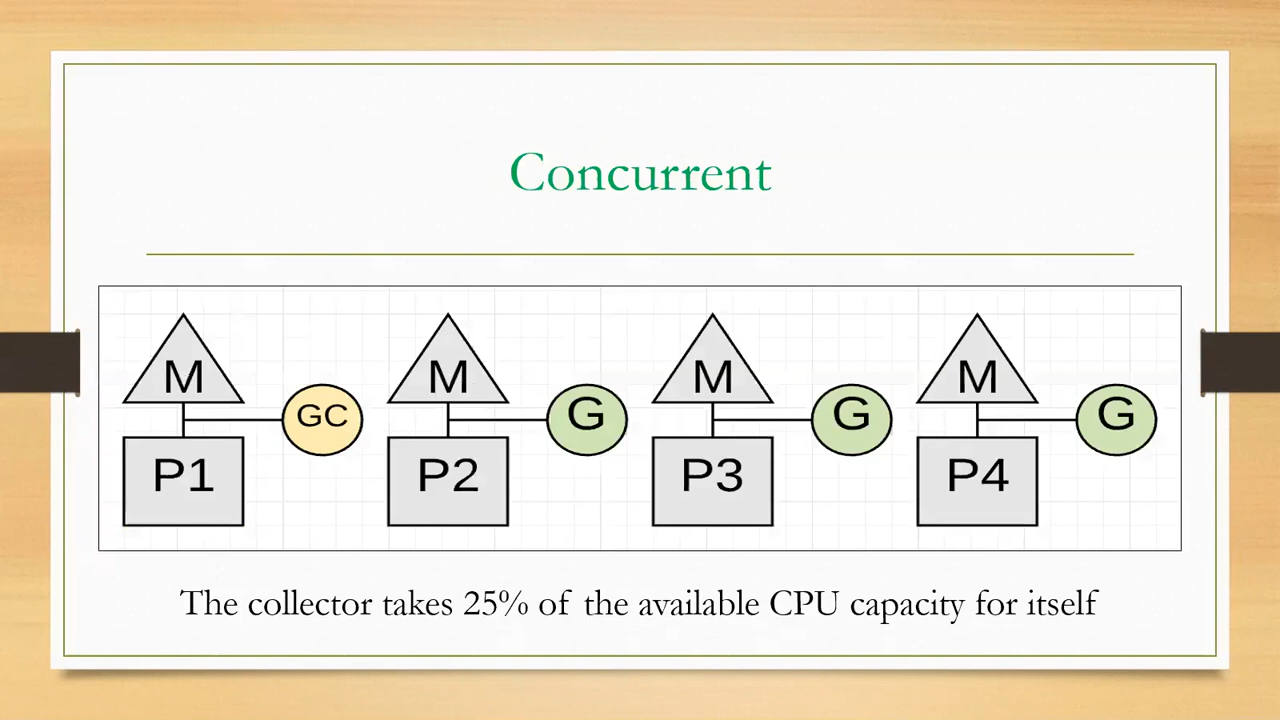 Concurrent
M M M M
GC G G G
P1 P2 P3 P4
The collector takes 25% of the available CPU capacity for itself